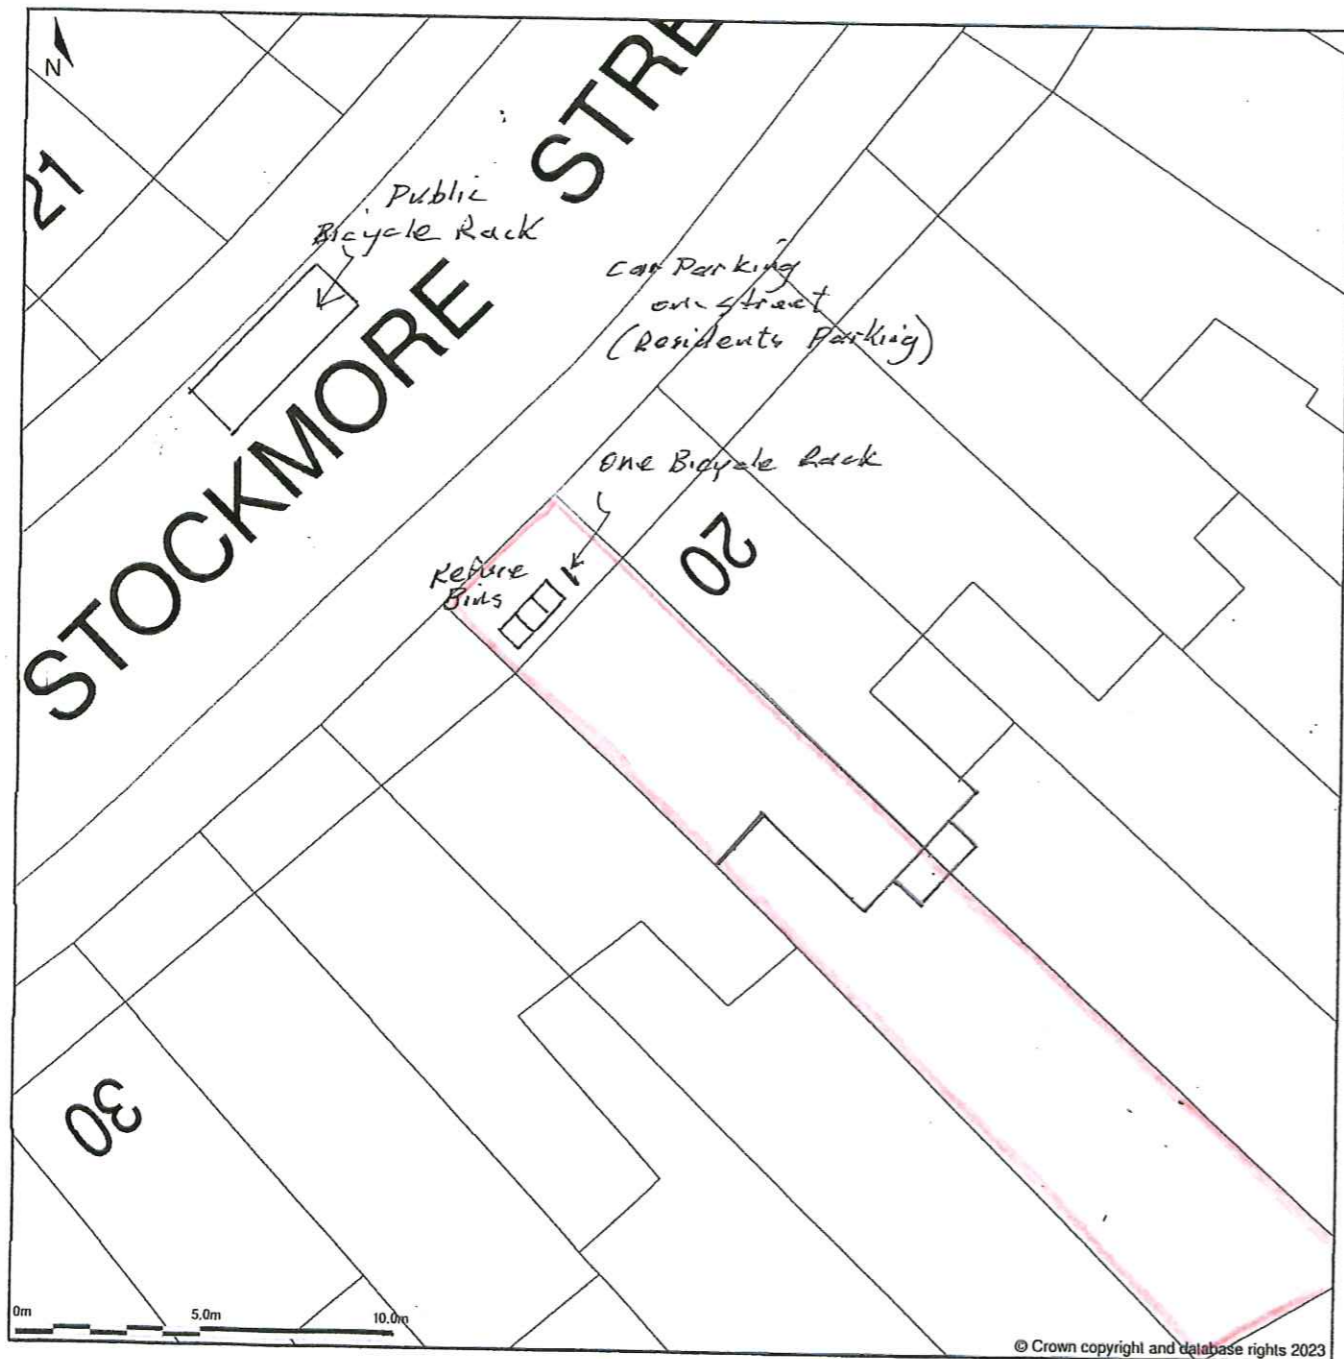 N
21
STOCKMORE STRE
Public
Bicycle Rack
Car Parking
on street
(Residents Parking)
One Bicycle Rack
Refuse
Bins
20
30
0m
5.0m
10.0m
© Crown copyright and database rights 2023